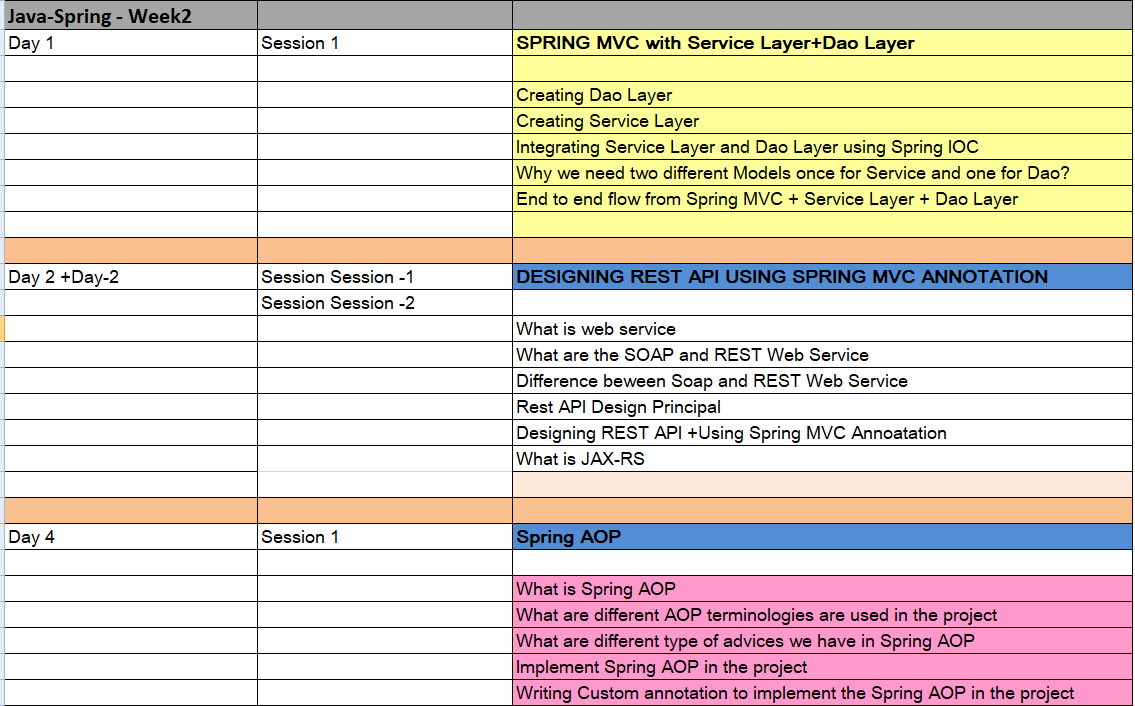 Java-Spring - Week2
Day 1 Session 1 SPRING MVC with Service Layer+Dao Layer
Creating Dao Layer
Creating Service Layer
Integrating Service Layer and Dao Layer using Spring IOC
Why we need two different Models once for Service and one for Dao?
End to end flow from Spring MVC + Service Layer + Dao Layer
Day 2 +Day-2 Session Session -1 DESIGNING REST API USING SPRING MVC ANNOTATION
Session Session -2
What is web service
What are the SOAP and REST Web Service
Difference beween Soap and REST Web Service
Rest API Design Principal
Designing REST API +Using Spring MVC Annoatation
What is JAX-RS
Day 4 Session 1 Spring AOP
What is Spring AOP
What are different AOP terminologies are used in the project
What are different type of advices we have in Spring AOP
Implement Spring AOP in the project
Writing Custom annotation to implement the Spring AOP in the project